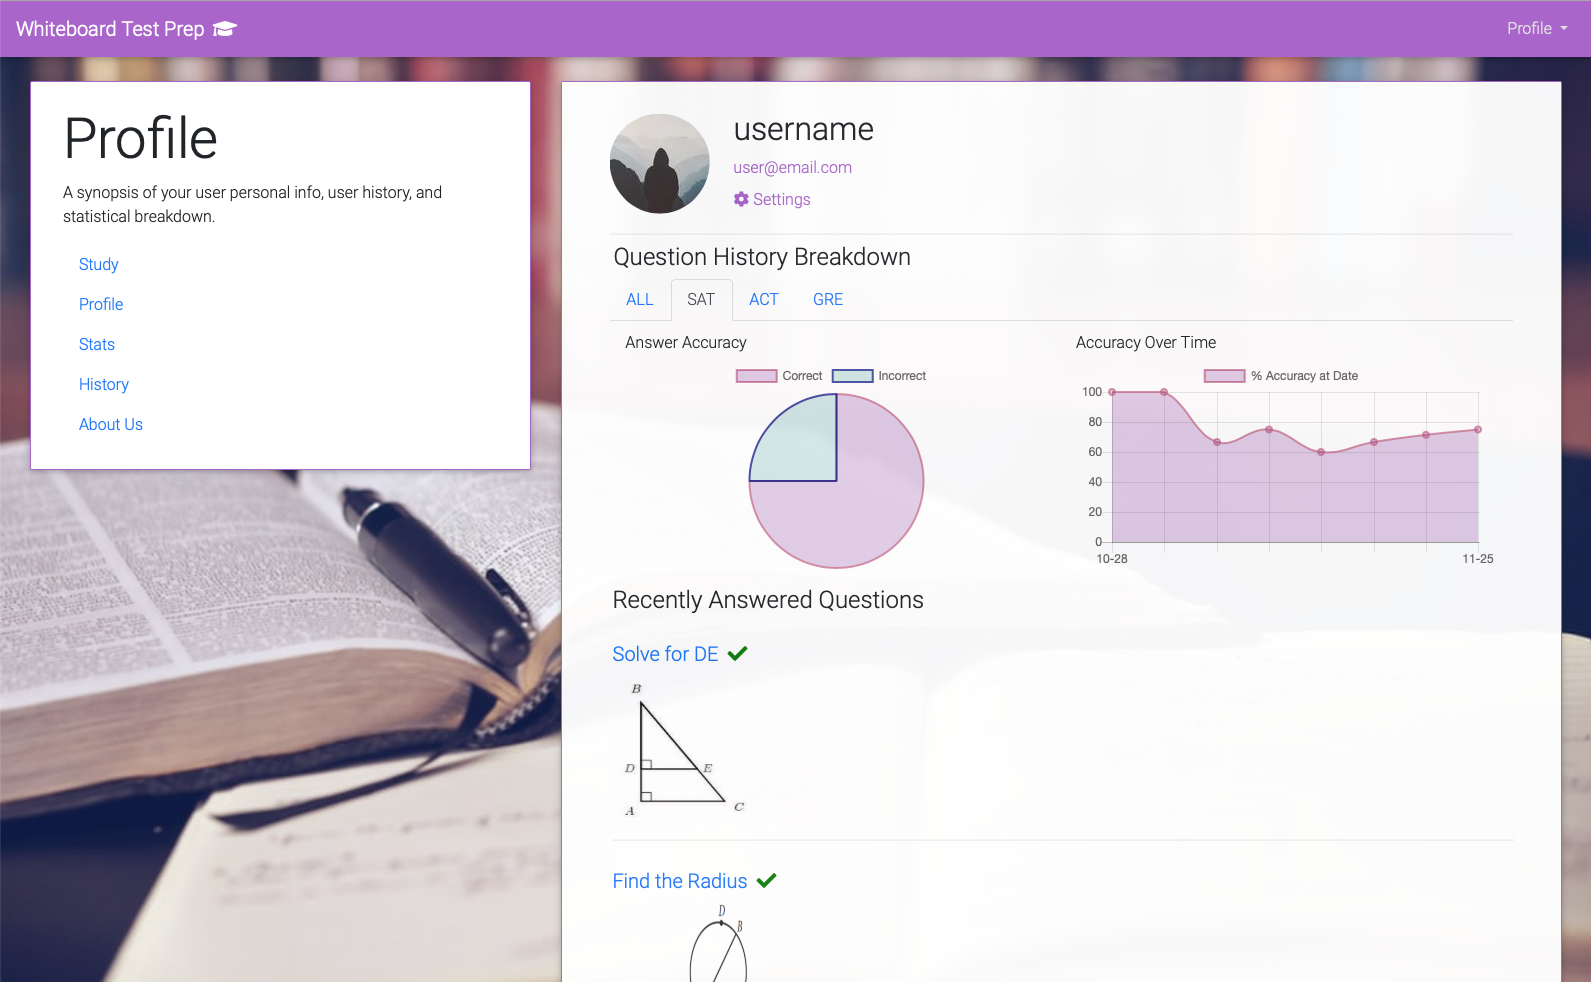 Whiteboard Test Prep
Profile
Profile
A synopsis of your user personal info, user history, and
statistical breakdown.
Study
Profile
Stats
History
About Us
username
user@email.com
Settings
Question History Breakdown
ALL SAT ACT GRE
Answer Accuracy
Correct Incorrect
Accuracy Over Time
% Accuracy at Date
100
80
60
40
20
0
10-28 11-25
Recently Answered Questions
Solve for DE
B
D E
A C
Find the Radius
D
B